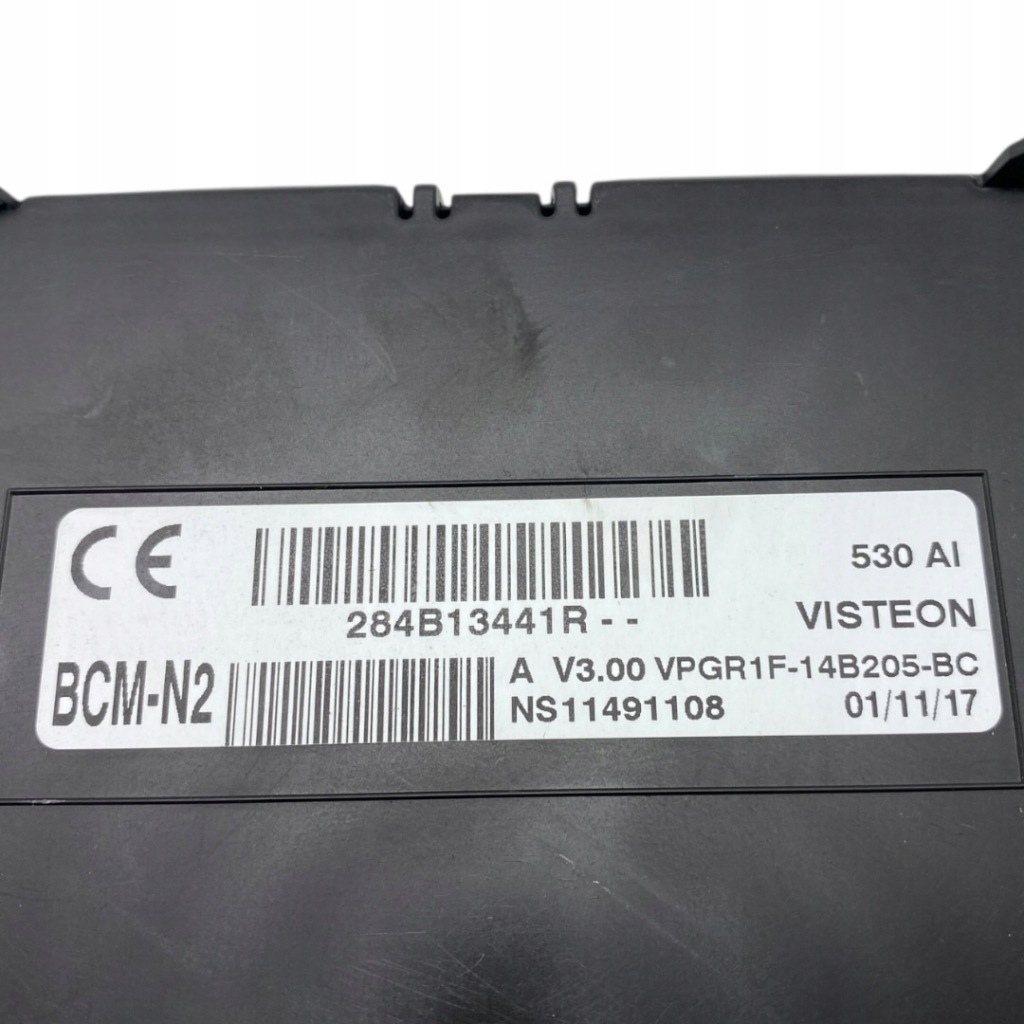 CE
530 AI
284B13441R - -
VISTEON
BCM-N2
A V3.00 VPGR1F-14B205-BC
NS11491108
01/11/17